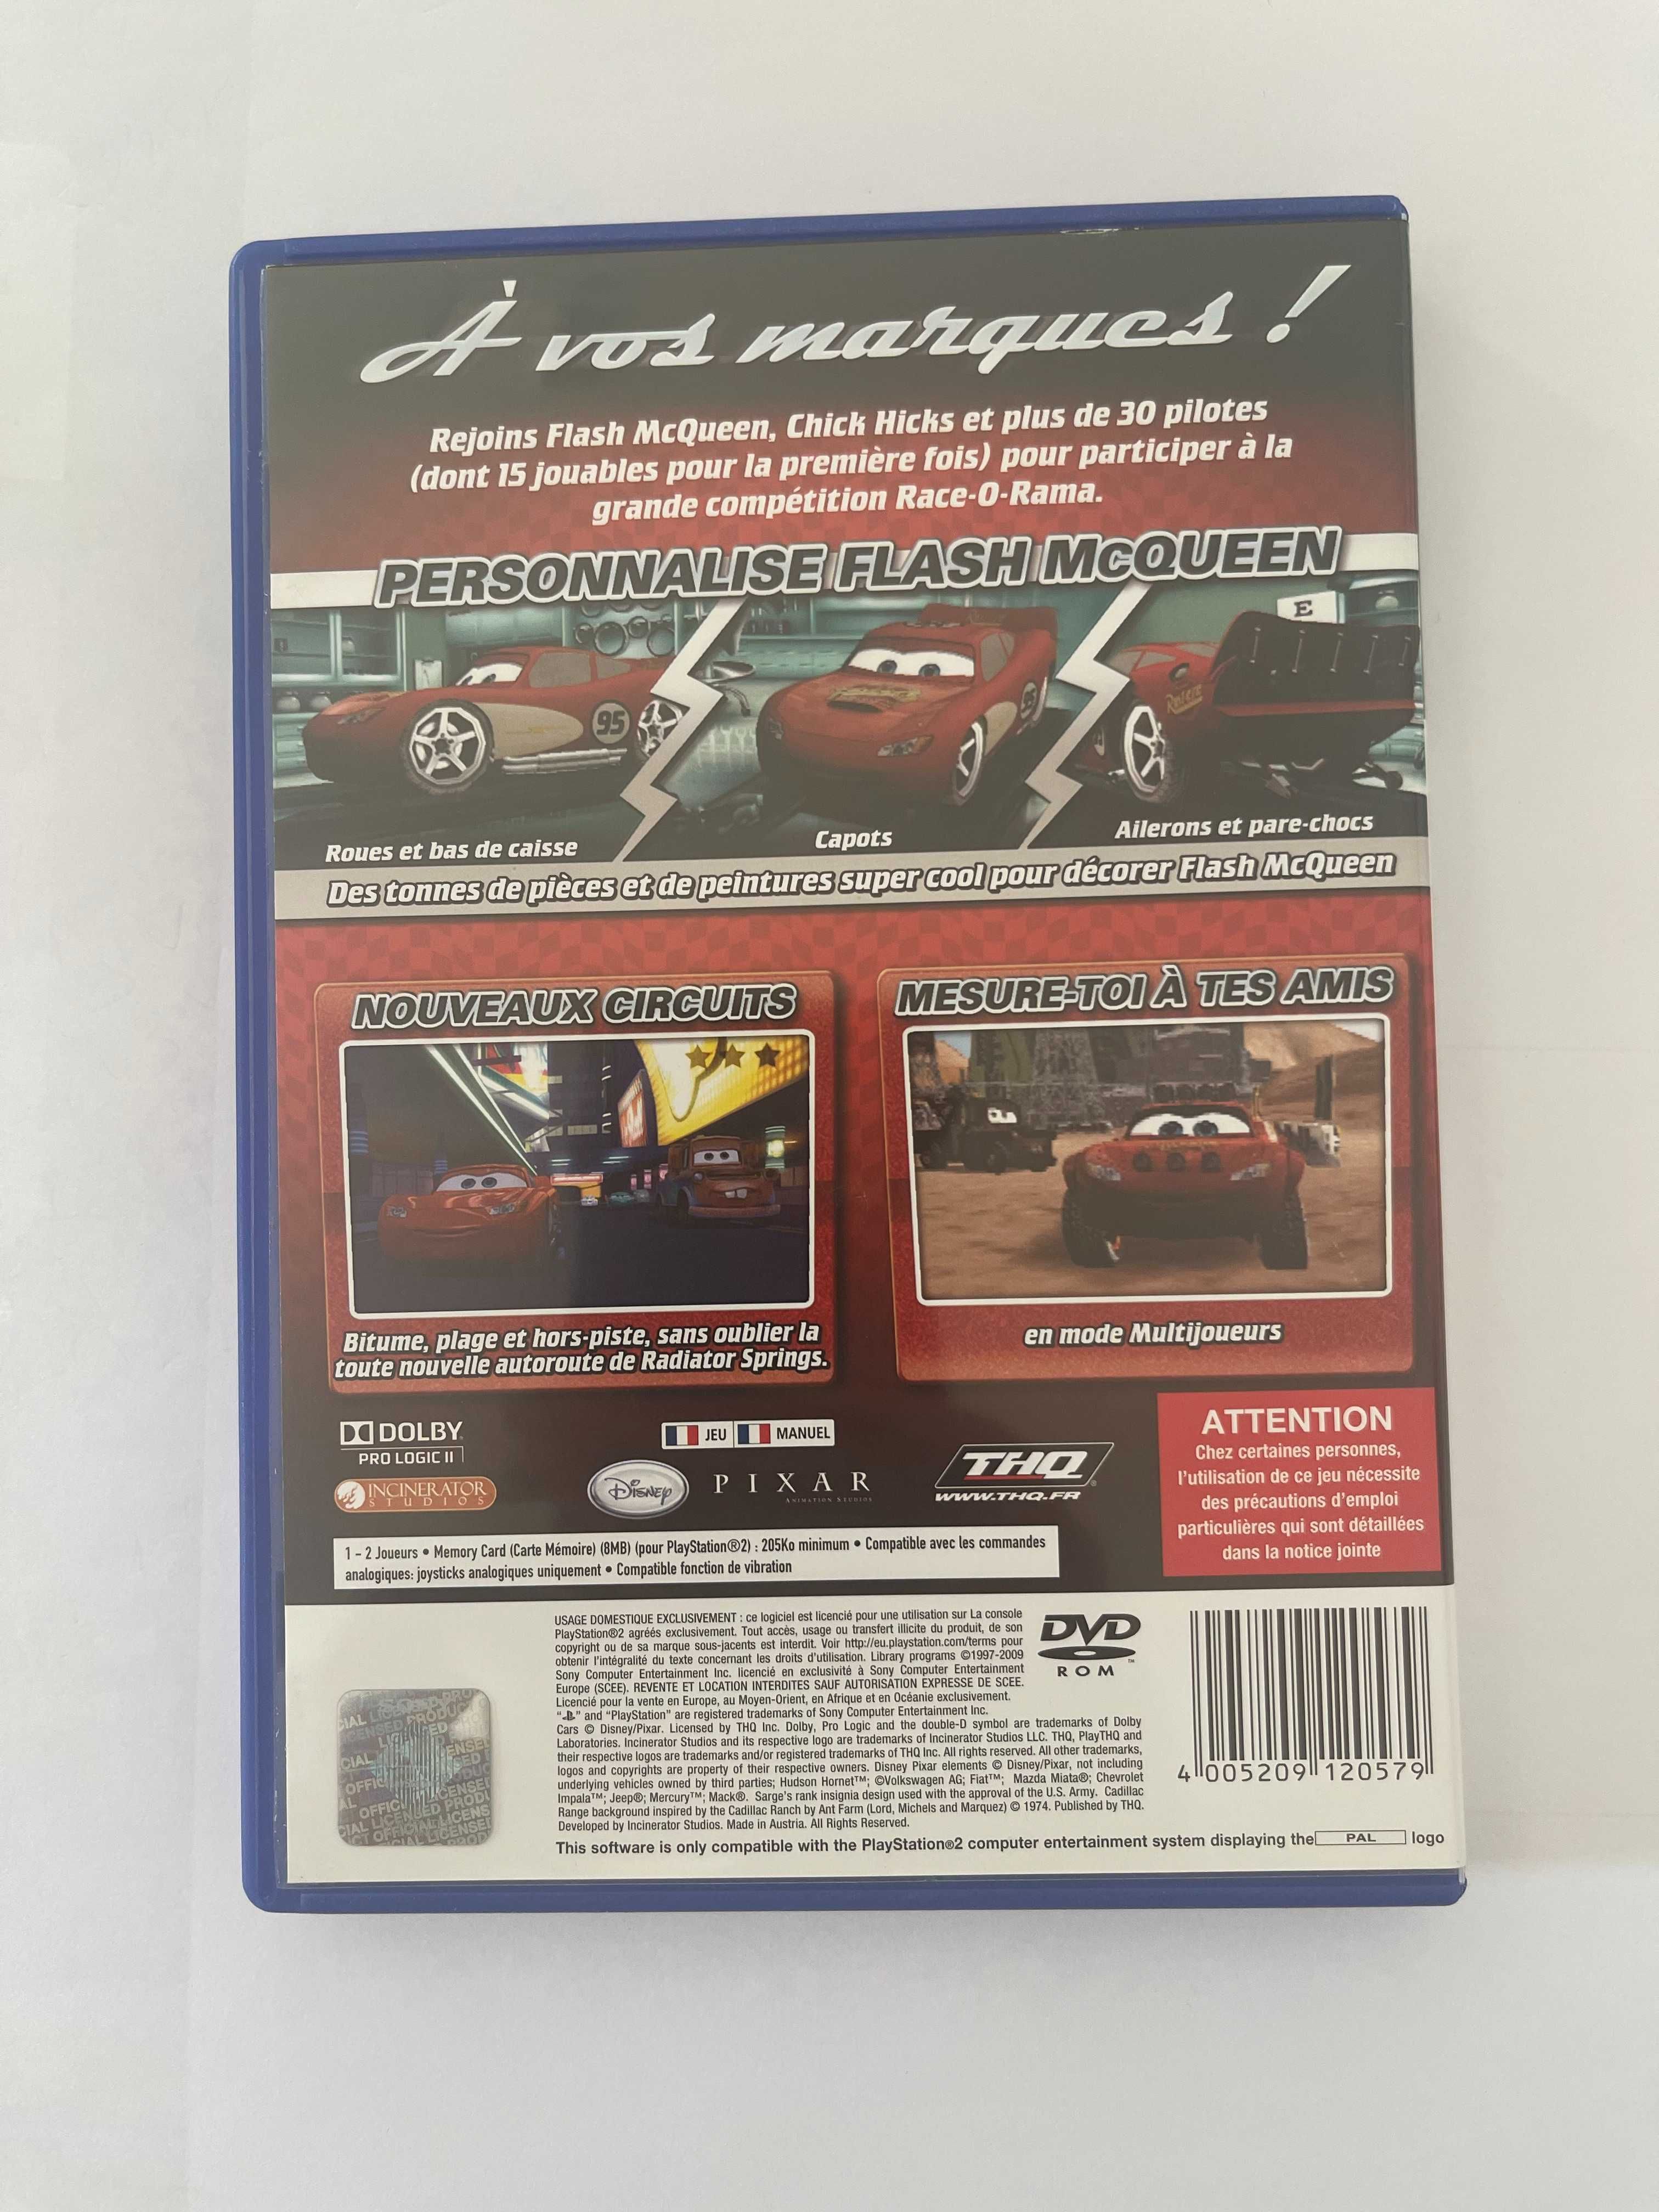 À vos marques !
Rejoins Flash McQueen, Chick Hicks et plus de 30 pilotes
(dont 15 jouables pour la première fois) pour participer à la
grande compétition Race-O-Rama.
PERSONNALISE FLASH McQUEEN
E
95
Roues et bas de caisse
Capots
Ailerons et pare-chocs
Des tonnes de pièces et de peintures super cool pour décorer Flash McQueen
NOUVEAUX CIRCUITS
MESURE-TOI À TES AMIS
Bitume, plage et hors-piste, sans oublier la
toute nouvelle autoroute de Radiator Springs.
en mode Multijoueurs
DOLBY
PRO LOGIC II
JEU MANUEL
INCINERATOR
STUDIOS
Disney
PIXAR
ANIMATION STUDIOS
THQ
WWW.THQ.FR
ATTENTION
Chez certaines personnes,
l'utilisation de ce jeu nécessite
des précautions d'emploi
particulières qui sont détaillées
dans la notice jointe
1 – 2 Joueurs • Memory Card (Carte Mémoire) (8MB) (pour PlayStation®2) : 205Ko minimum • Compatible avec les commandes
analogiques: joysticks analogiques uniquement • Compatible fonction de vibration
USAGE DOMESTIQUE EXCLUSIVEMENT : ce logiciel est licencié pour une utilisation sur La console
PlayStation®2 agréés exclusivement. Tout accès, usage ou transfert illicite du produit, de son
copyright ou de sa marque sous-jacents est interdit. Voir http://eu.playstation.com/terms pour
obtenir l'intégralité du texte concernant les droits d'utilisation. Library programs ©1997-2009
Sony Computer Entertainment Inc. licencié en exclusivité à Sony Computer Entertainment
Europe (SCEE). REVENTE ET LOCATION INTERDITES SAUF AUTORISATION EXPRESSE DE SCEE.
Licencié pour la vente en Europe, au Moyen-Orient, en Afrique et en Océanie exclusivement.
" " and "PlayStation" are registered trademarks of Sony Computer Entertainment Inc.
Cars © Disney/Pixar. Licensed by THQ Inc. Dolby, Pro Logic and the double-D symbol are trademarks of Dolby
Laboratories. Incinerator Studios and its respective logo are trademarks of Incinerator Studios LLC. THQ, PlayTHQ and
their respective logos are trademarks and/or registered trademarks of THQ Inc. All rights reserved. All other trademarks,
logos and copyrights are property of their respective owners. Disney Pixar elements © Disney/Pixar, not including
underlying vehicles owned by third parties; Hudson Hornet™; ©Volkswagen AG; Fiat™; Mazda Miata®; Chevrolet
Impala™; Jeep®; Mercury™; Mack®. Sarge's rank insignia design used with the approval of the U.S. Army. Cadillac
Range background inspired by the Cadillac Ranch by Ant Farm (Lord, Michels and Marquez) © 1974. Published by THQ.
Developed by Incinerator Studios. Made in Austria. All Rights Reserved.
This software is only compatible with the PlayStation®2 computer entertainment system displaying the PAL logo
DVD
ROM
4 005209 120579